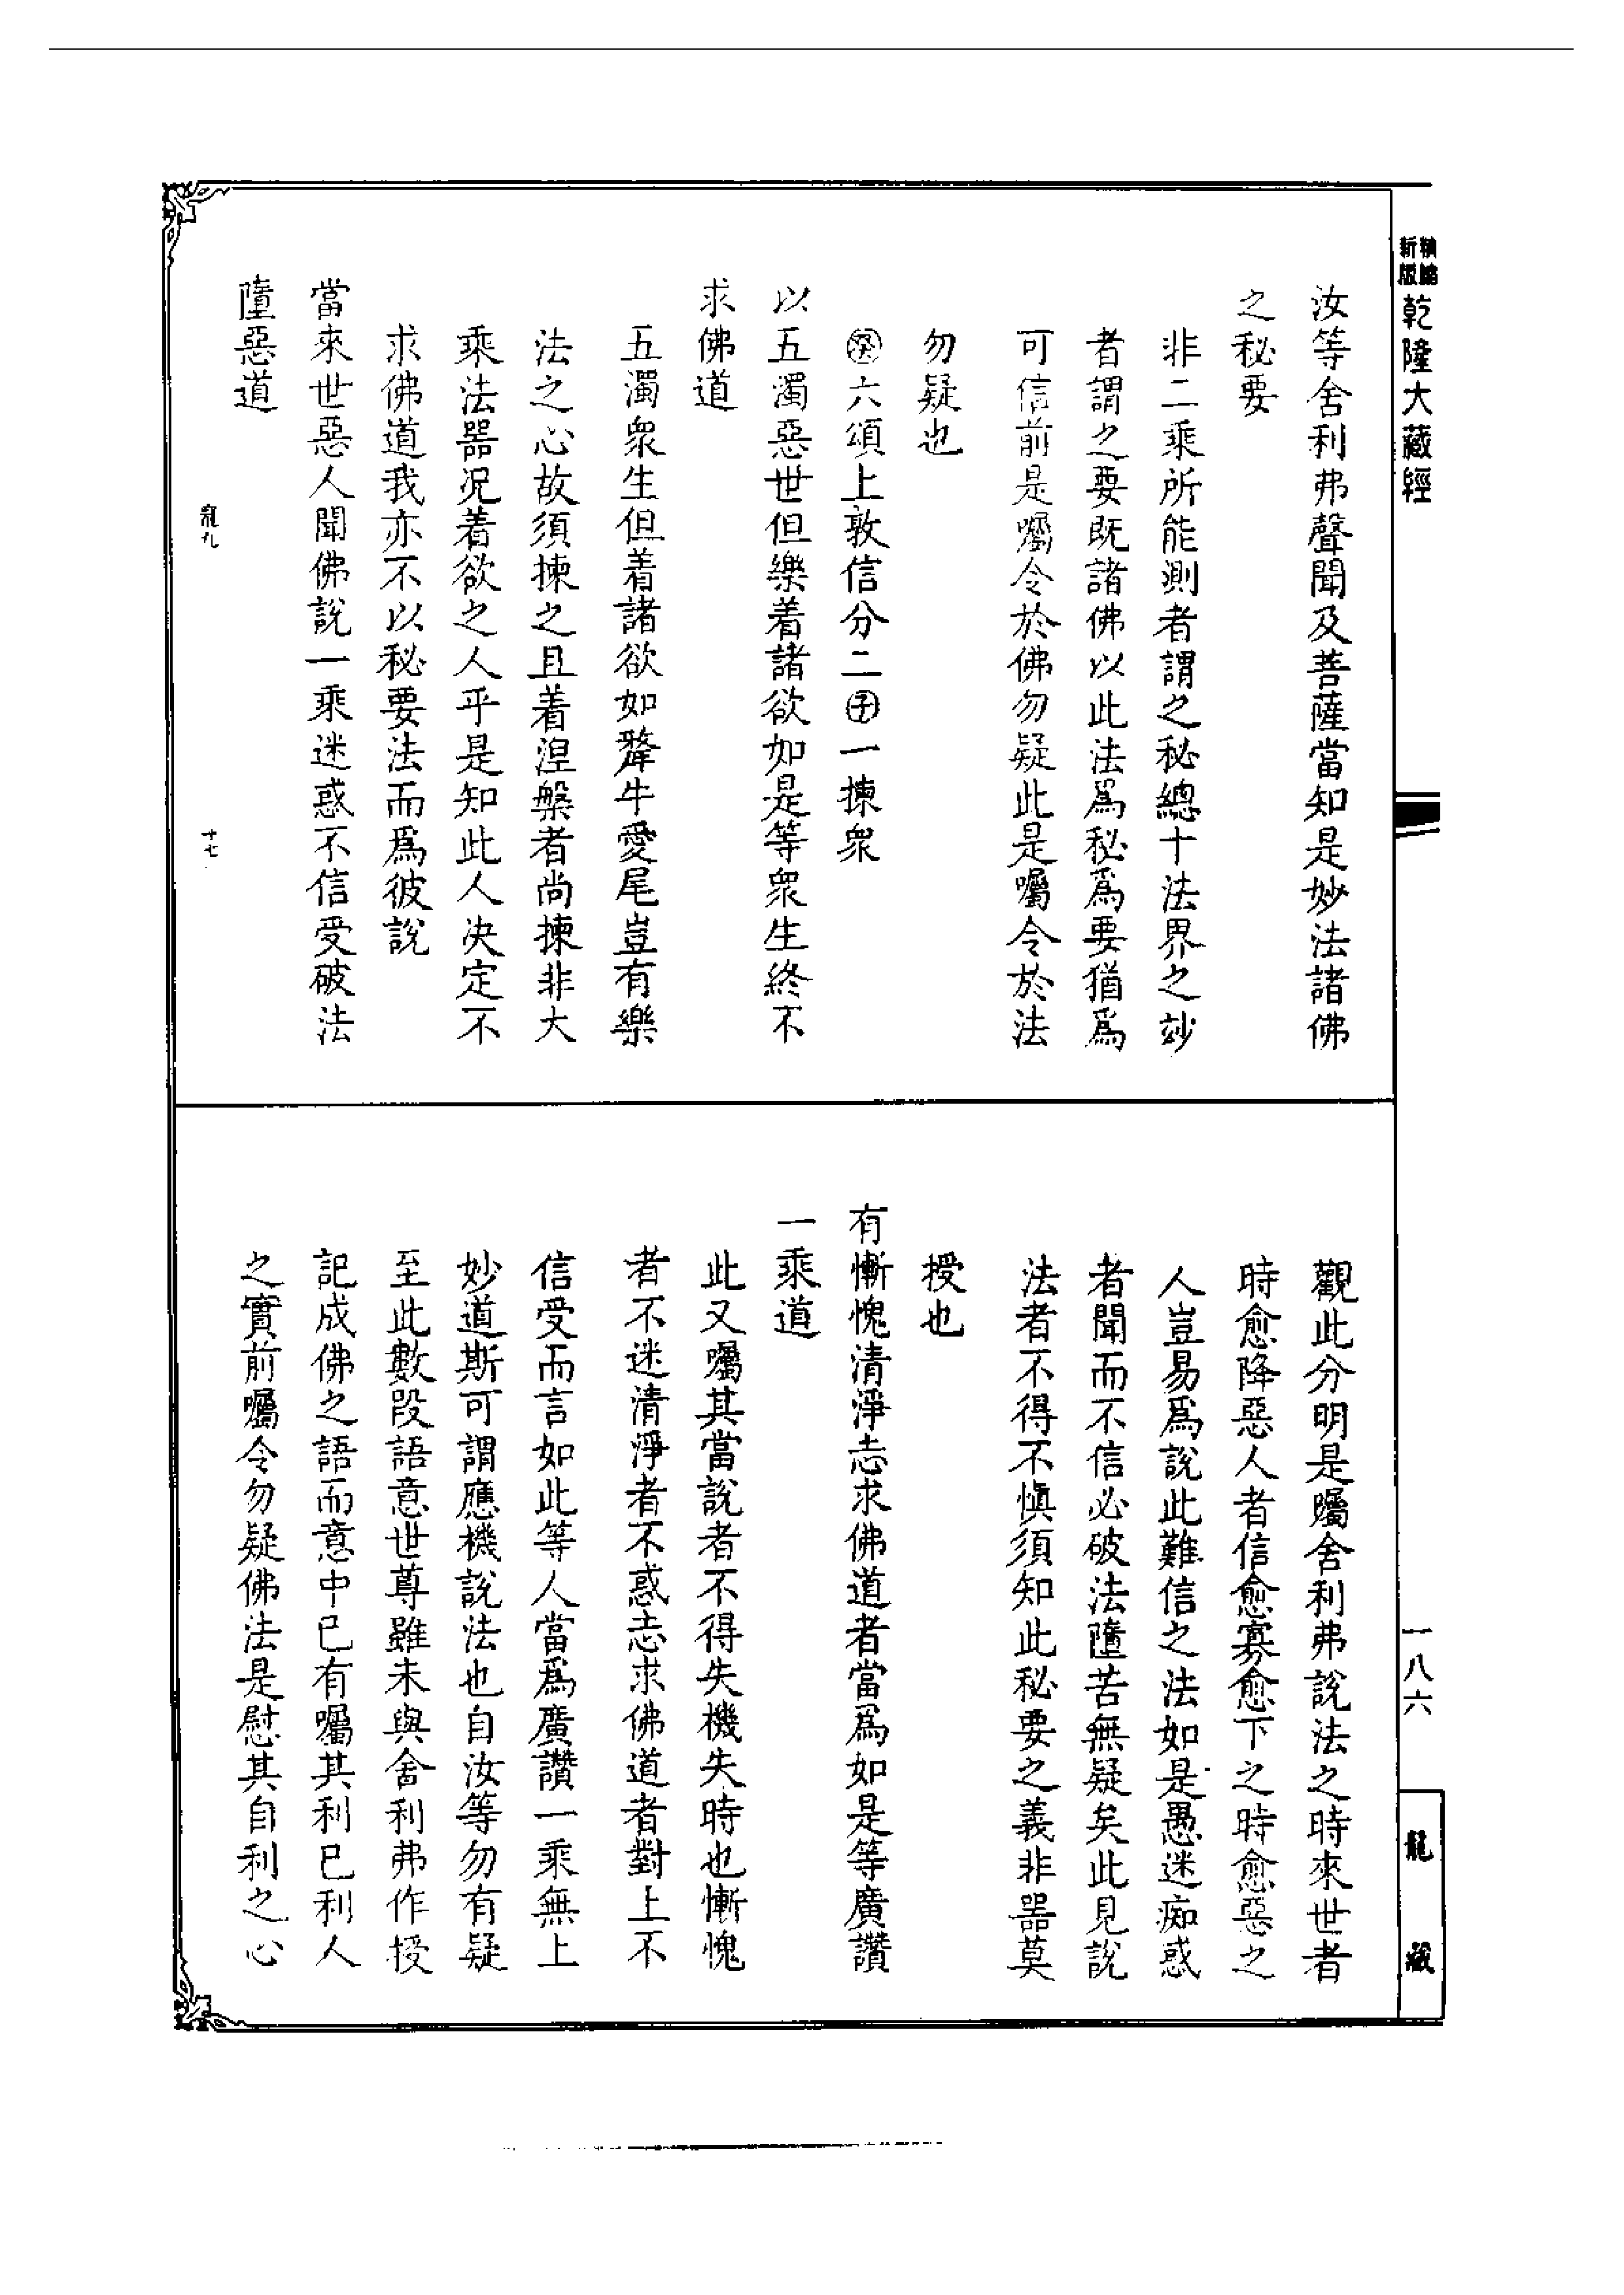 精編
新版
乾隆大藏經
汝等舍利弗聲聞及菩薩當知是妙法諸佛
之秘要
非二乘所能測者謂之秘總十法界之妙
者謂之要既諸佛以此法爲秘爲要猶爲
可信前是囑令於佛勿疑此是囑令於法
勿疑也
㊛六頌上敦信分二㊛一揀衆
以五濁惡世但樂着諸欲如是等衆生終不
求佛道
五濁衆生但着諸欲如犛牛愛尾豈有樂
法之心故須揀之且着涅槃者尚揀非大
乘法器况着欲之人乎是知此人决定不
求佛道我亦不以秘要法而爲彼說
當來世惡人聞佛說一乘迷惑不信受破法
墮惡道
十七
觀此分明是囑舍利弗說法之時來世者
時愈降惡人者信愈寡愈下之時愈惡之
人豈易爲說此難信之法如是愚迷痴惑
者聞而不信必破法墮苦無疑矣此見說
法者不得不慎須知此秘要之義非器莫
授也
有慚愧清淨志求佛道者當爲如是等廣讚
一乘道
此又囑其當說者不得失機失時也慚愧
者不迷清淨者不惑志求佛道者對上不
信受而言如此等人當爲廣讚一乘無上
妙道斯可謂應機說法也自汝等勿有疑
至此數段語意世尊雖未與舍利弗作授
記成佛之語而意中已有囑其利已利人
之實前囑令勿疑佛法是慰其自利之心
一八六
龍藏